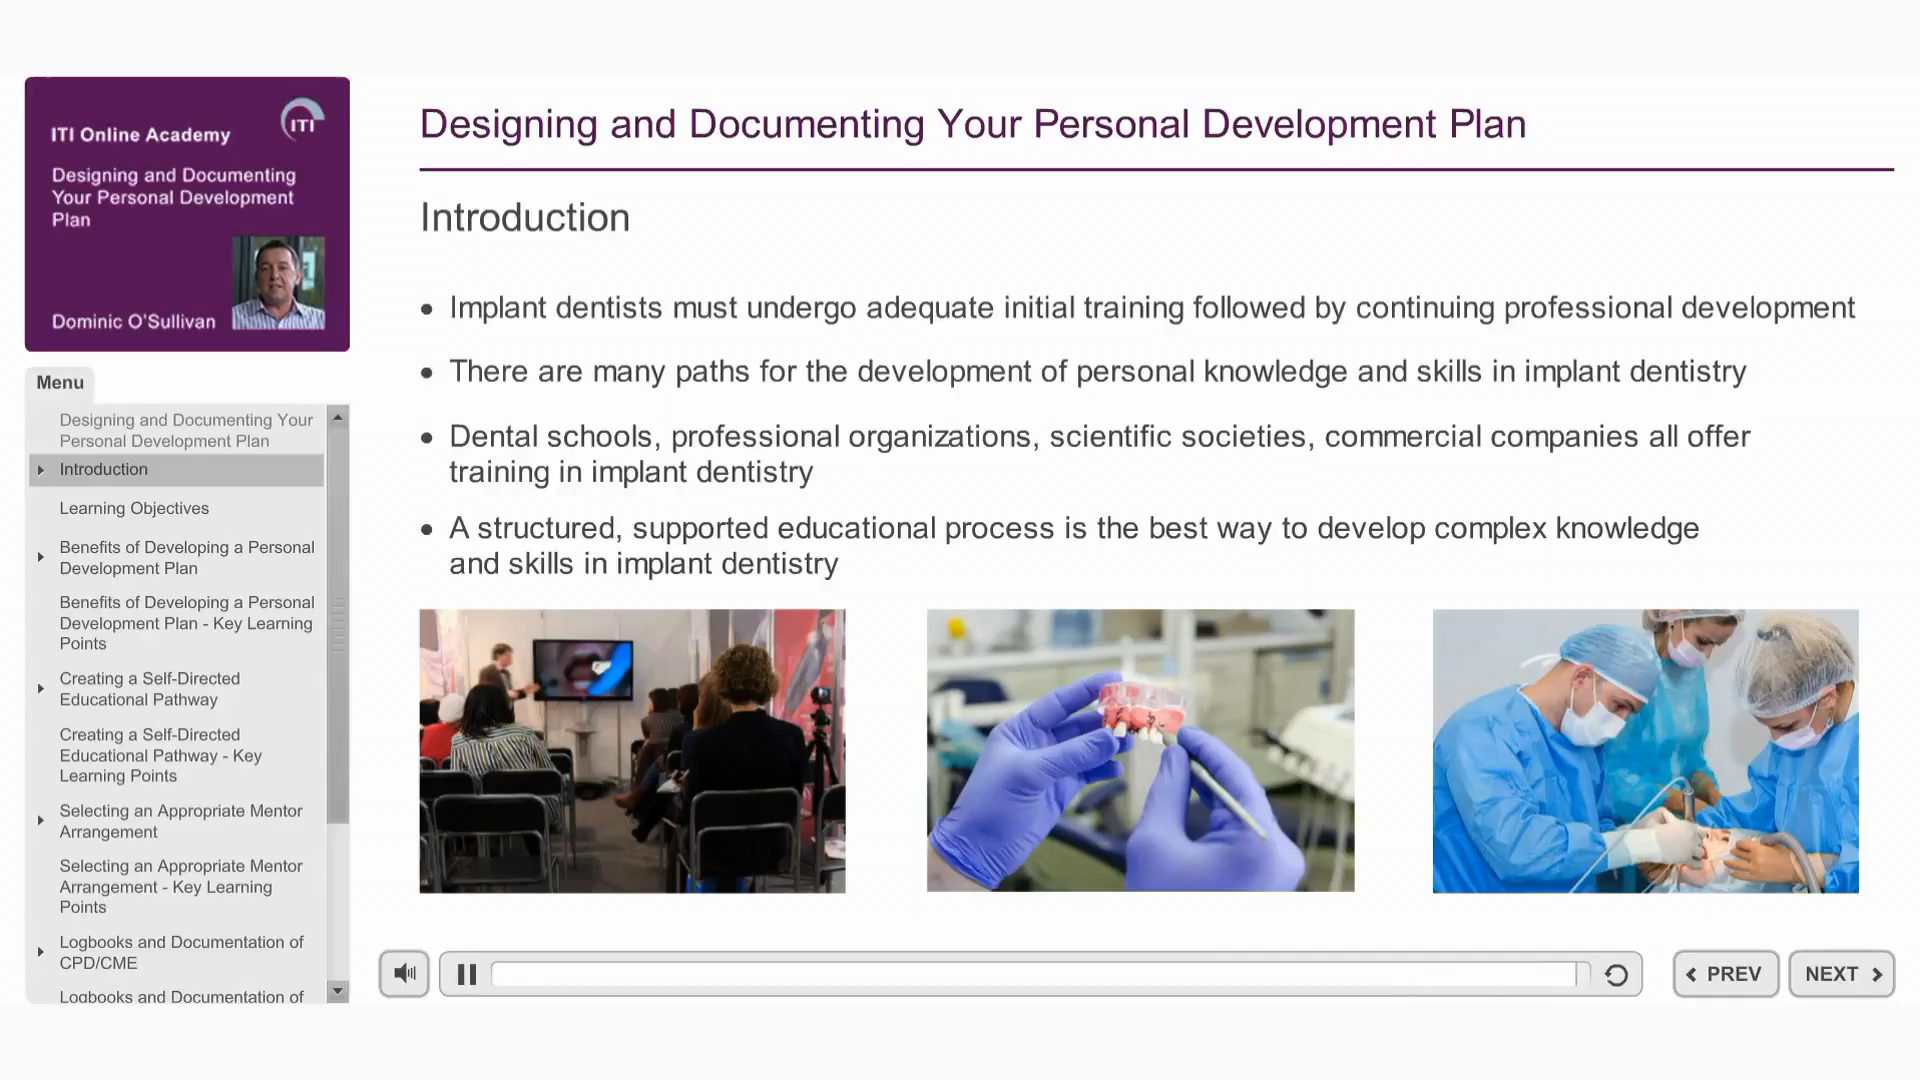 ITI Online Academy
ITI
Designing and Documenting
Your Personal Development
Plan
Dominic O'Sullivan
Menu
Designing and Documenting Your
Personal Development Plan
Introduction
Learning Objectives
Benefits of Developing a Personal
Development Plan
Benefits of Developing a Personal
Development Plan - Key Learning
Points
Creating a Self-Directed
Educational Pathway
Creating a Self-Directed
Educational Pathway - Key
Learning Points
Selecting an Appropriate Mentor
Arrangement
Selecting an Appropriate Mentor
Arrangement - Key Learning
Points
Logbooks and Documentation of
CPD/CME
Logbooks and Documentation of
Designing and Documenting Your Personal Development Plan
Introduction
• Implant dentists must undergo adequate initial training followed by continuing professional development
• There are many paths for the development of personal knowledge and skills in implant dentistry
• Dental schools, professional organizations, scientific societies, commercial companies all offer
training in implant dentistry
• A structured, supported educational process is the best way to develop complex knowledge
and skills in implant dentistry
PREV
NEXT